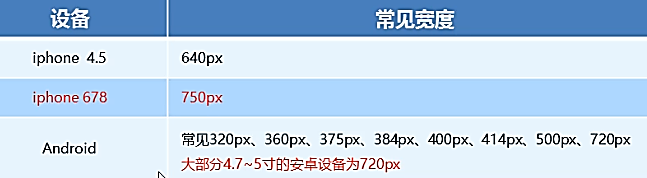 设备 常见宽度
iphone 4.5 640px
iphone 678 750px
Android 常见320px、360px、375px、384px、400px、414px、500px、720px
大部分4.7~5寸的安卓设备为720px